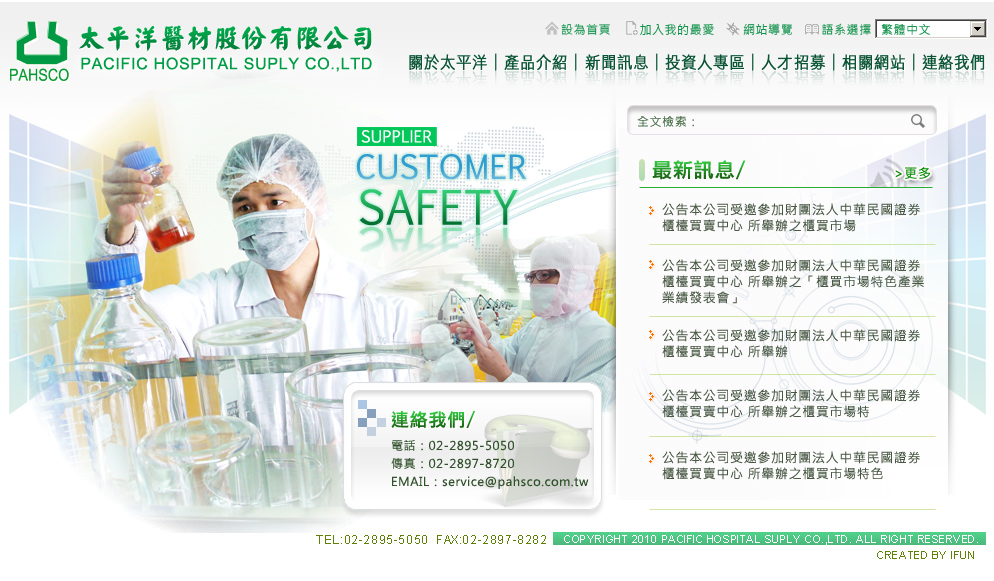 PAHSCO
太平洋醫材股份有限公司
PACIFIC HOSPITAL SUPLY CO.,LTD
設為首頁 加入我的最愛 網站導覽 語系選擇 繁體中文
關於太平洋 | 產品介紹 | 新聞訊息 | 投資人專區 | 人才招募 | 相關網站 | 連絡我們
SUPPLIER
CUSTOMER
SAFETY
全文檢索：
最新訊息/
>更多
公告本公司受邀參加財團法人中華民國證券
櫃檯買賣中心 所舉辦之櫃買市場
公告本公司受邀參加財團法人中華民國證券
櫃檯買賣中心 所舉辦之「櫃買市場特色產業
業績發表會」
公告本公司受邀參加財團法人中華民國證券
櫃檯買賣中心 所舉辦
公告本公司受邀參加財團法人中華民國證券
櫃檯買賣中心 所舉辦之櫃買市場特
公告本公司受邀參加財團法人中華民國證券
櫃檯買賣中心 所舉辦之櫃買市場特色
連絡我們/
電話：02-2895-5050
傳真：02-2897-8720
EMAIL：service@pahsco.com.tw
TEL:02-2895-5050 FAX:02-2897-8282
COPYRIGHT 2010 PACIFIC HOSPITAL SUPLY CO.,LTD. ALL RIGHT RESERVED.
CREATED BY IFUN